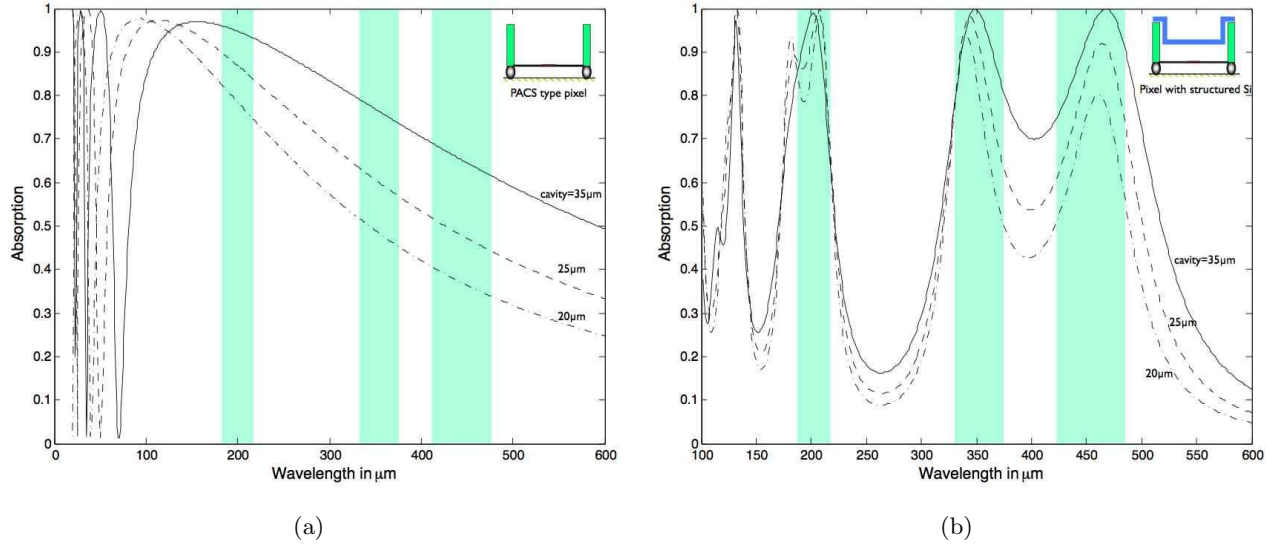 1
0.9
0.8
0.7
0.6
0.5
0.4
0.3
0.2
0.1
0
Absorption
0 100 200 300 400 500 600
Wavelength in μm
PACS type pixel
cavity=35μm
25μm
20μm
(a)
1
0.9
0.8
0.7
0.6
0.5
0.4
0.3
0.2
0.1
0
Absorption
100 150 200 250 300 350 400 450 500 550 600
Wavelength in μm
Pixel with structured Si
cavity=35μm
25μm
20μm
(b)